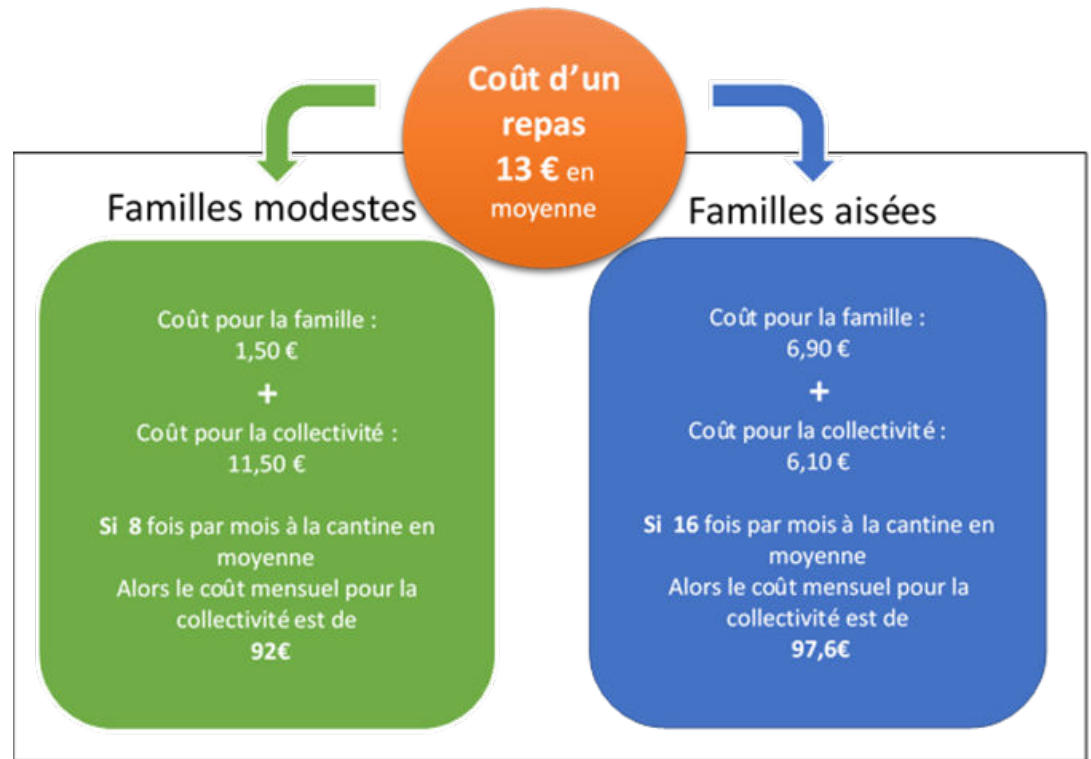 Coût d’un
repas
13 € en
moyenne
Familles modestes
Coût pour la famille :
1,50 €
+
Coût pour la collectivité :
11,50 €
Si 8 fois par mois à la cantine en
moyenne
Alors le coût mensuel pour la
collectivité est de
92€
Familles aisées
Coût pour la famille :
6,90 €
+
Coût pour la collectivité :
6,10 €
Si 16 fois par mois à la cantine en
moyenne
Alors le coût mensuel pour la
collectivité est de
97,6€